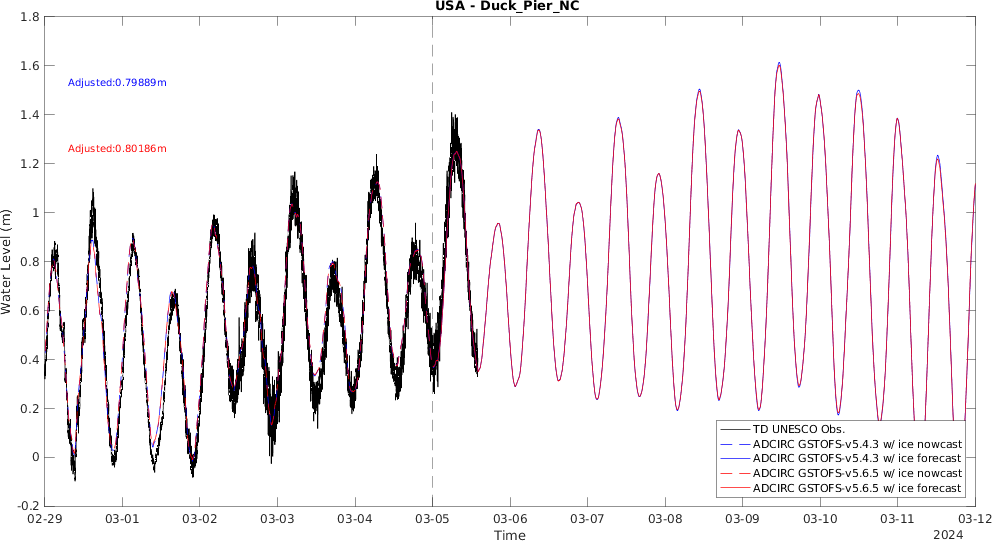 USA - Duck_Pier_NC
1.8
1.6
1.4
1.2
1
0.8
0.6
0.4
0.2
0
-0.2
Water Level (m)
Adjusted:0.79889m
Adjusted:0.80186m
TD UNESCO Obs.
ADCIRC GSTOFS-v5.4.3 w/ ice nowcast
ADCIRC GSTOFS-v5.4.3 w/ ice forecast
ADCIRC GSTOFS-v5.6.5 w/ ice nowcast
ADCIRC GSTOFS-v5.6.5 w/ ice forecast
02-29 03-01 03-02 03-03 03-04 03-05 03-06 03-07 03-08 03-09 03-10 03-11 03-12
Time
2024